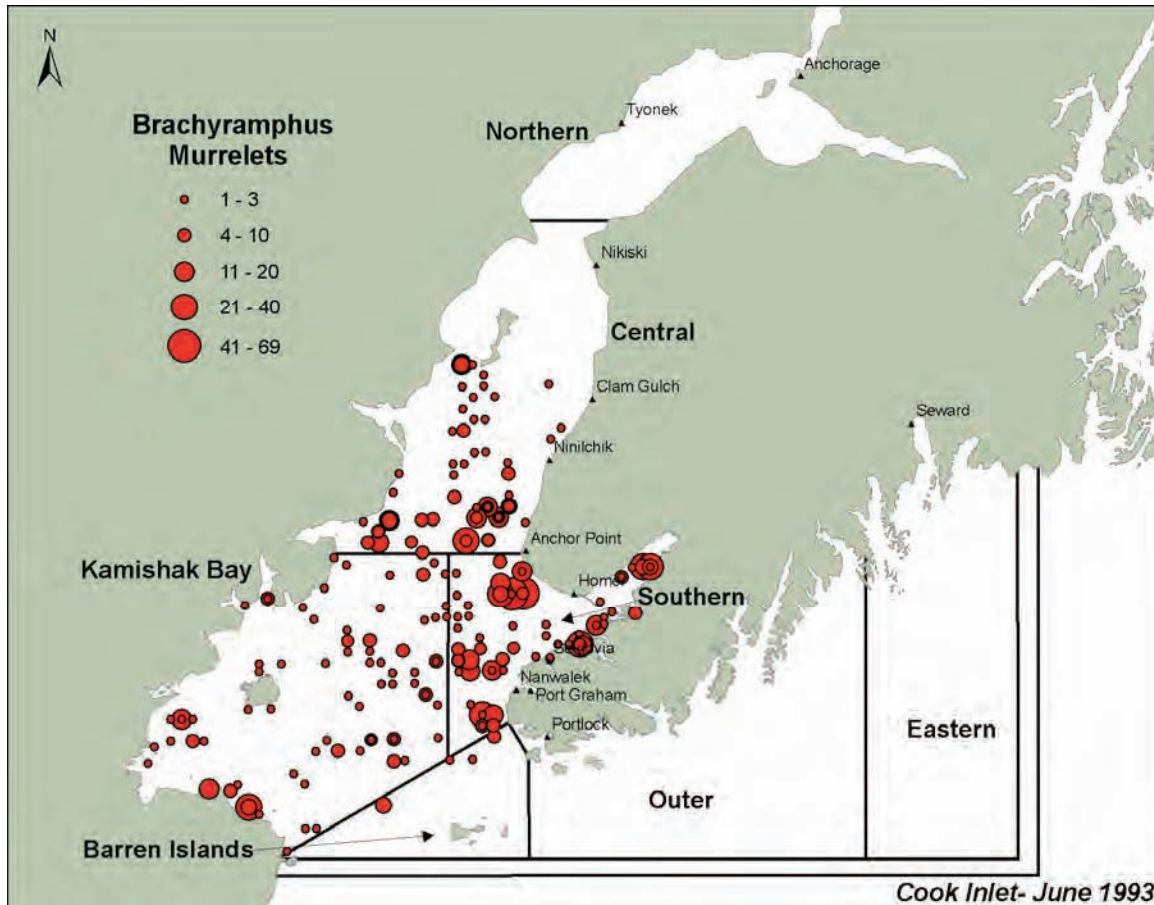 N
Anchorage
Tyonek
Brachyramphus
Murrelets
Northern
1 - 3
4 - 10
11 - 20
21 - 40
41 - 69
Nikiski
Central
Clam Gulch
Seward
Ninilchik
Anchor Point
Kamishak Bay
Homer
Southern
Nanwalek
Port Graham
Portlock
Eastern
Outer
Barren Islands
Cook Inlet- June 1993